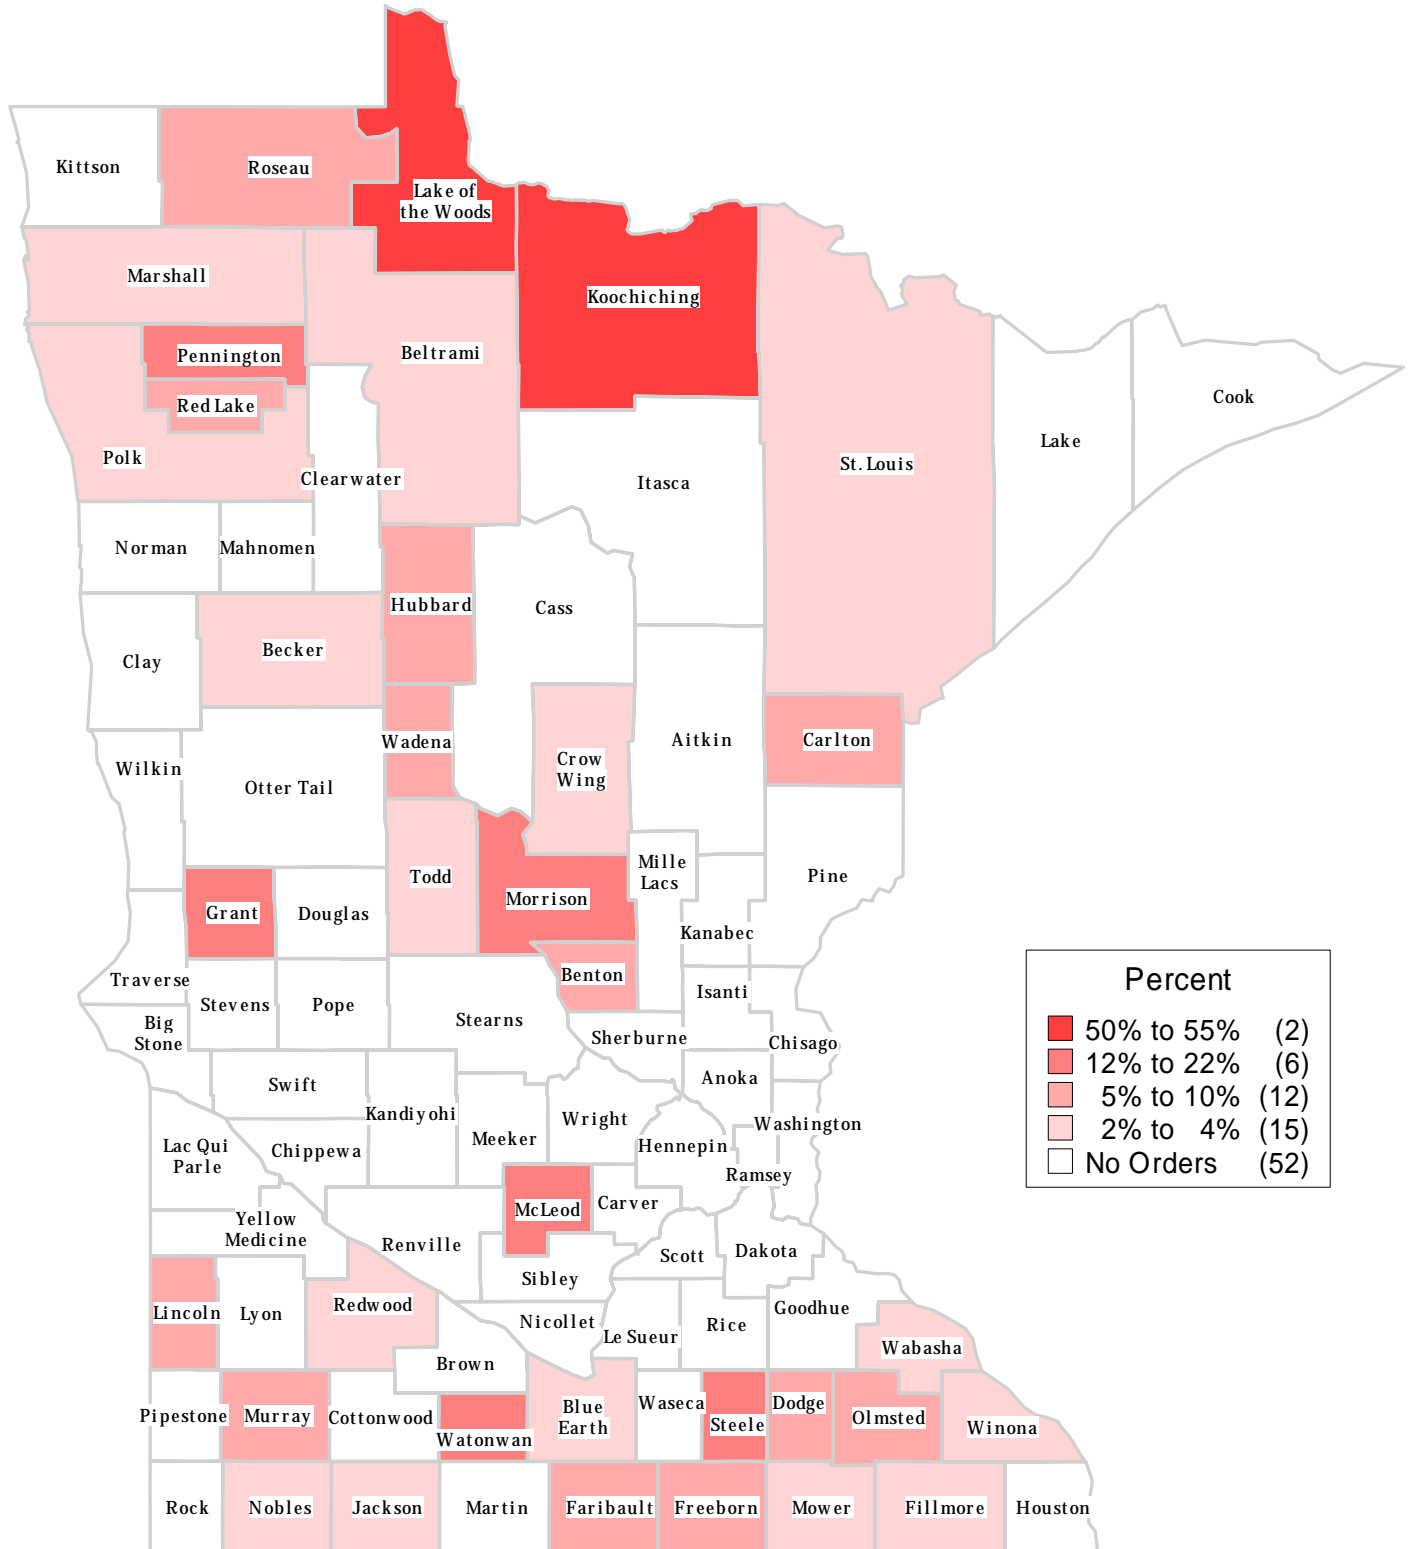 Kittson
Roseau
Lake of
the Woods
Marshall
Koochiching
Pennington
Beltrami
Red Lake
Cook
Polk
Lake
St. Louis
Clearwater
Itasca
Norman
Mahnomen
Hubbard
Cass
Becker
Clay
Wadena
Aitkin
Carlton
Crow
Wing
Wilkin
Otter Tail
Mille
Lacs
Todd
Pine
Morrison
Grant
Douglas
Kanabec
Benton
Traverse
Isanti
Stevens
Pope
Stearns
Big
Stone
Sherburne
Chisago
Anoka
Swift
Kandiyohi
Wright
Washington
Meeker
Hennepin
Lac Qui
Parle
Chippewa
Ramsey
McLeod
Carver
Yellow
Medicine
Renville
Scott
Dakota
Sibley
Lincoln
Lyon
Redwood
Goodhue
Nicollet
Le Sueur
Rice
Wabasha
Brown
Pipestone
Murray
Cottonwood
Watonwan
Blue
Earth
Waseca
Steele
Dodge
Olmsted
Winona
Rock
Nobles
Jackson
Martin
Faribault
Freeborn
Mower
Fillmore
Houston
Percent
50% to 55% (2)
12% to 22% (6)
5% to 10% (12)
2% to 4% (15)
No Orders (52)